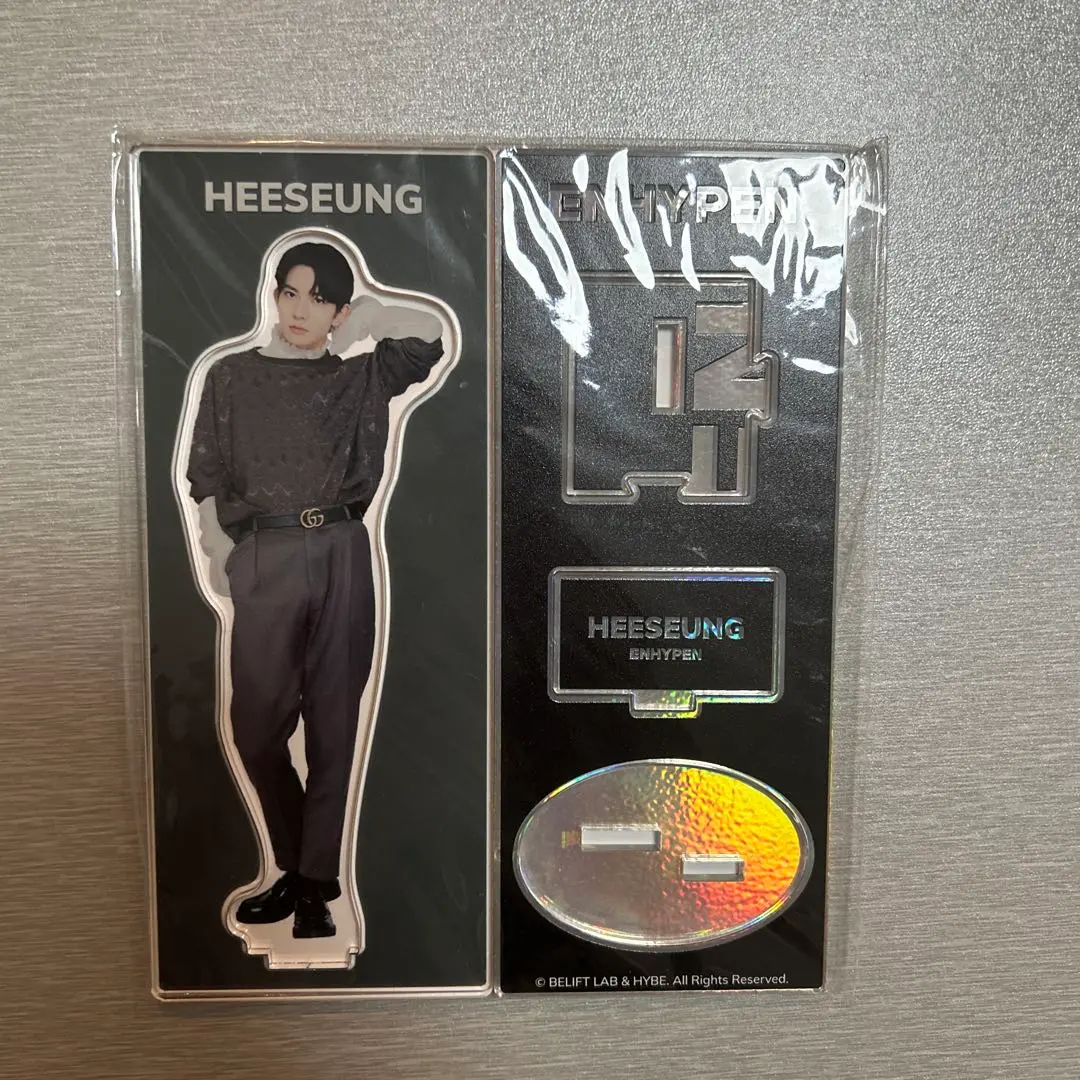 HEESEUNG
ENHYPEN
HEESEUNG
ENHYPEN
© BELIFT LAB & HYBE. All Rights Reserved.